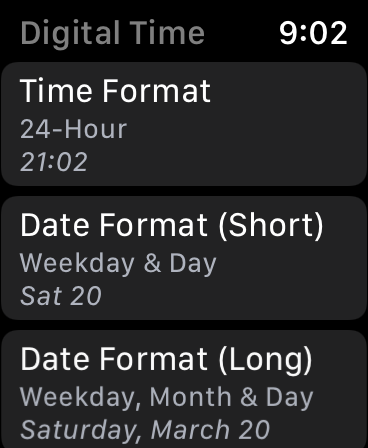 Digital Time 9:02
Time Format
24-Hour
21:02
Date Format (Short)
Weekday & Day
Sat 20
Date Format (Long)
Weekday, Month & Day
Saturday, March 20